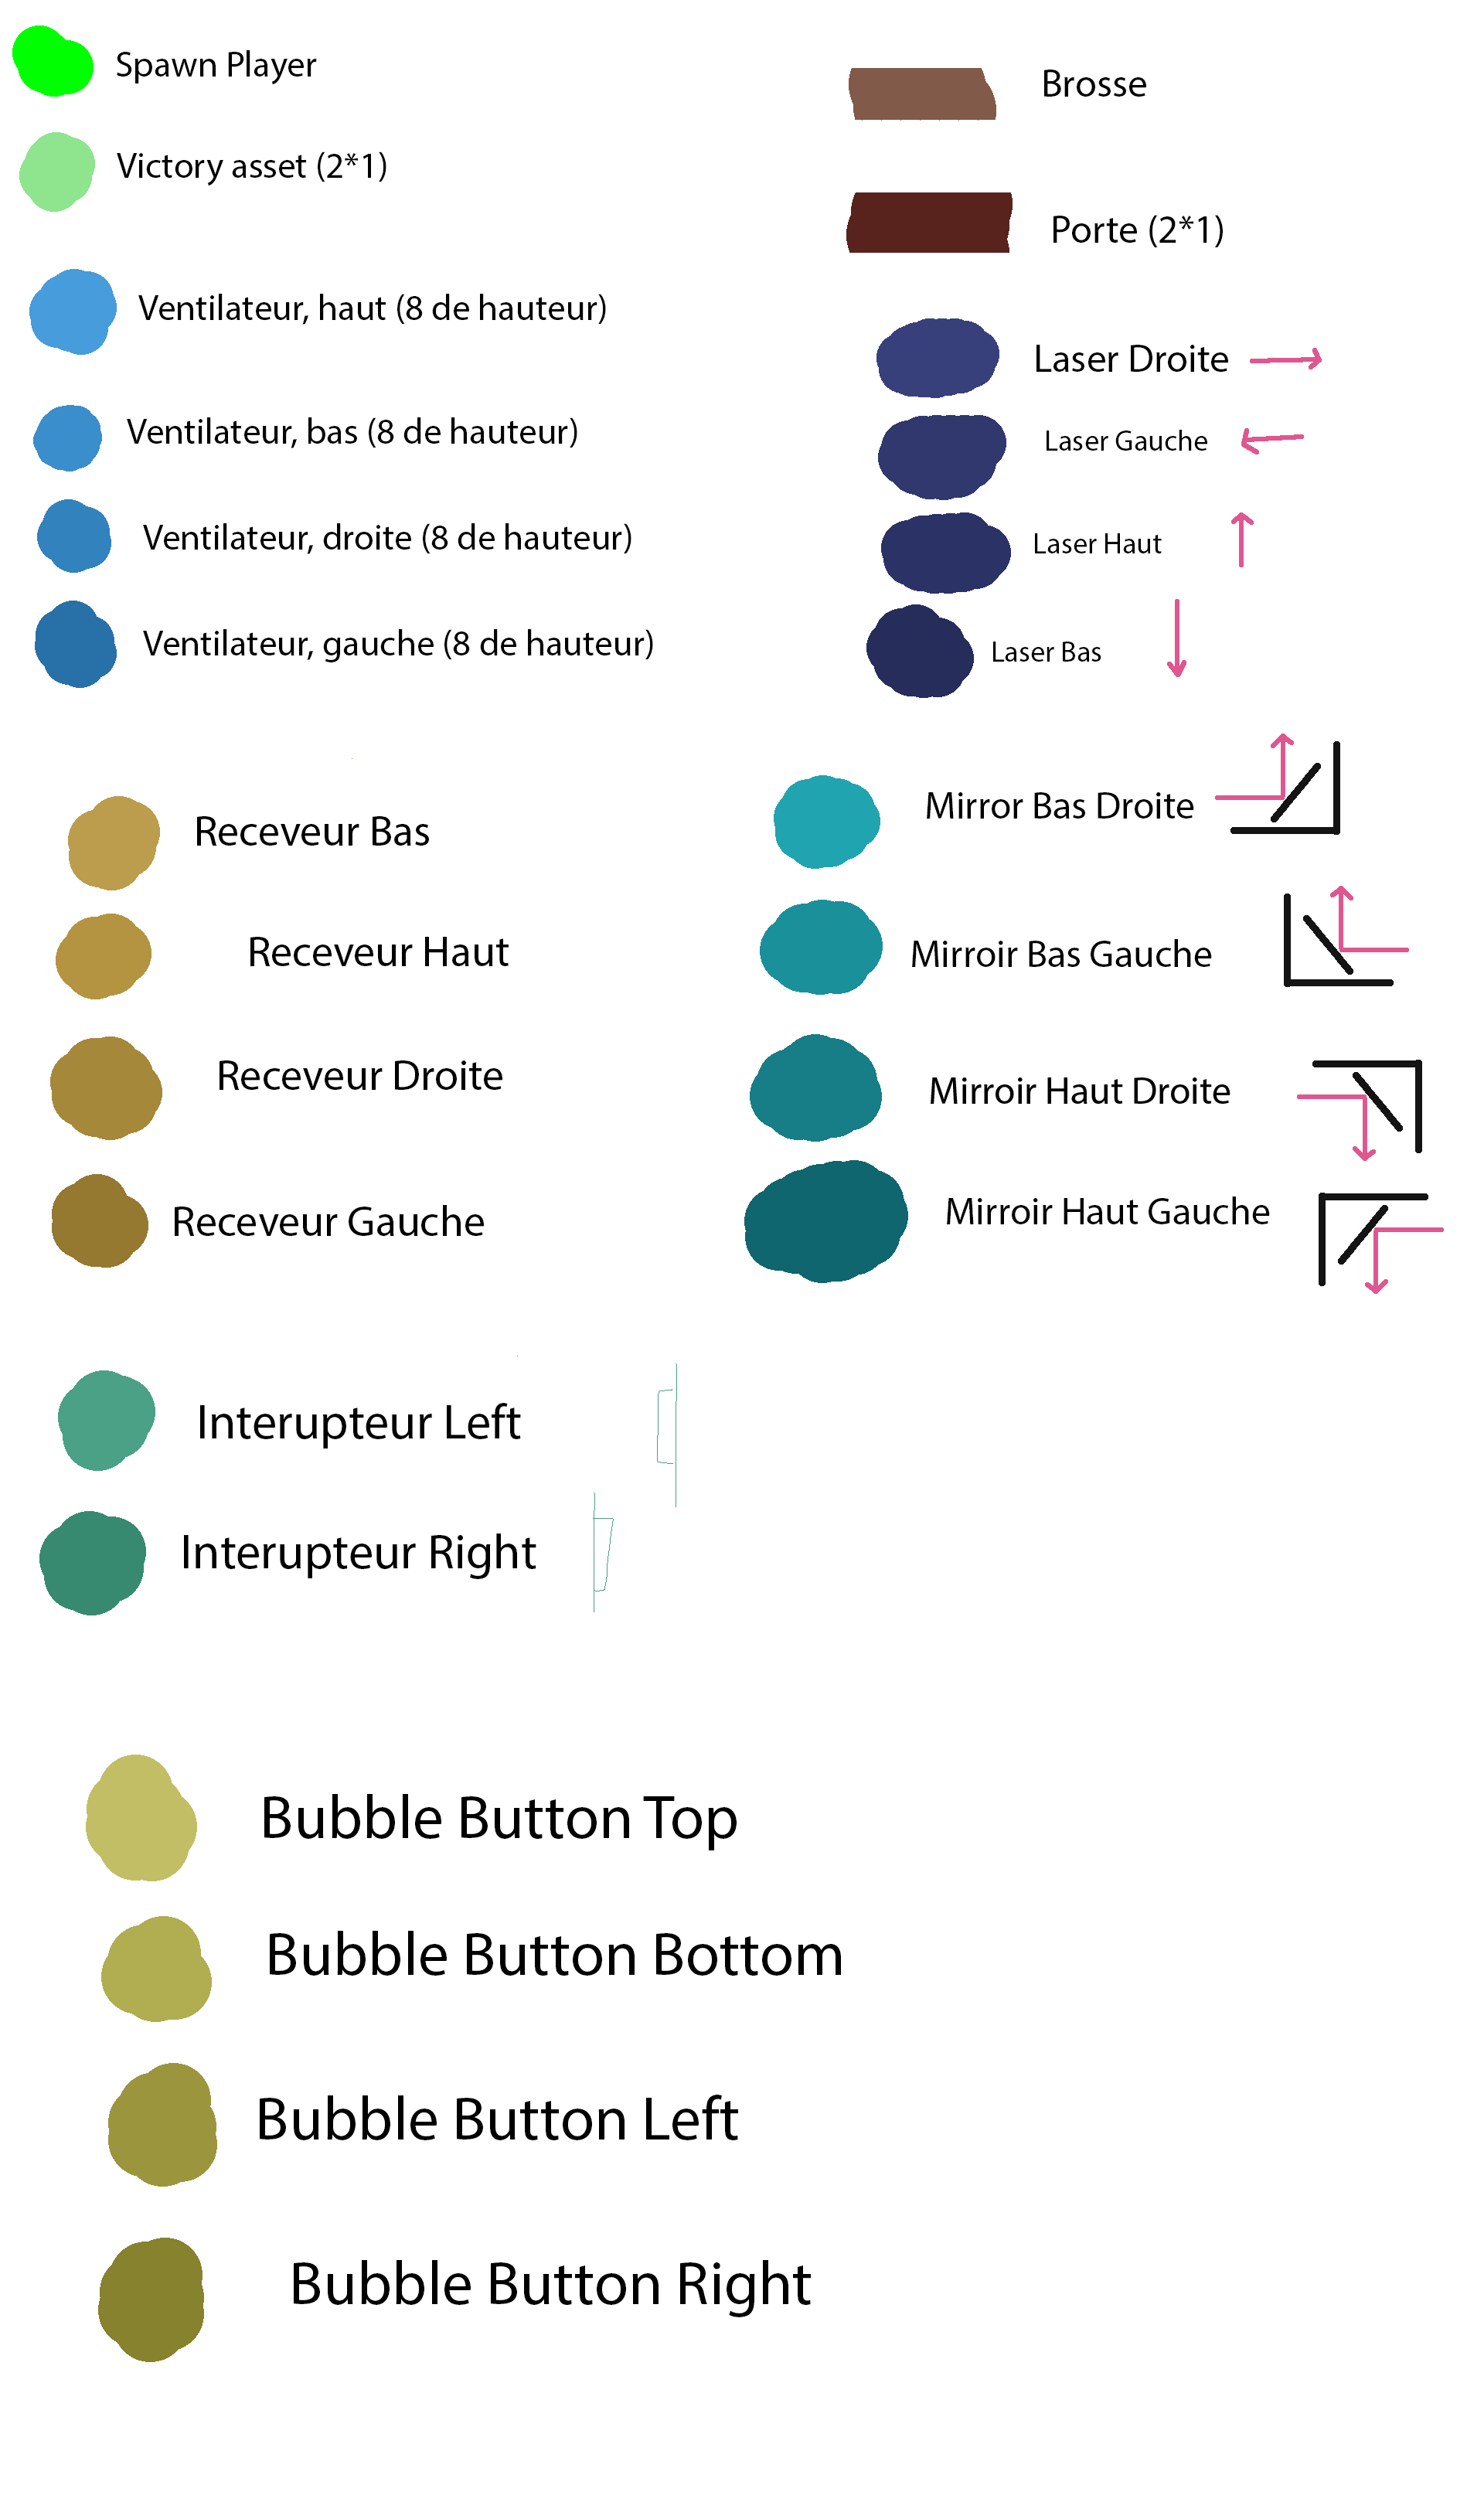 Spawn Player
Victory asset (2*1)
Ventilateur, haut (8 de hauteur)
Ventilateur, bas (8 de hauteur)
Ventilateur, droite (8 de hauteur)
Ventilateur, gauche (8 de hauteur)
Brosse
Porte (2*1)
Laser Droite
Laser Gauche
Laser Haut
Laser Bas
Receveur Bas
Receveur Haut
Receveur Droite
Receveur Gauche
Mirror Bas Droite
Mirroir Bas Gauche
Mirroir Haut Droite
Mirroir Haut Gauche
Interupteur Left
Interupteur Right
Bubble Button Top
Bubble Button Bottom
Bubble Button Left
Bubble Button Right